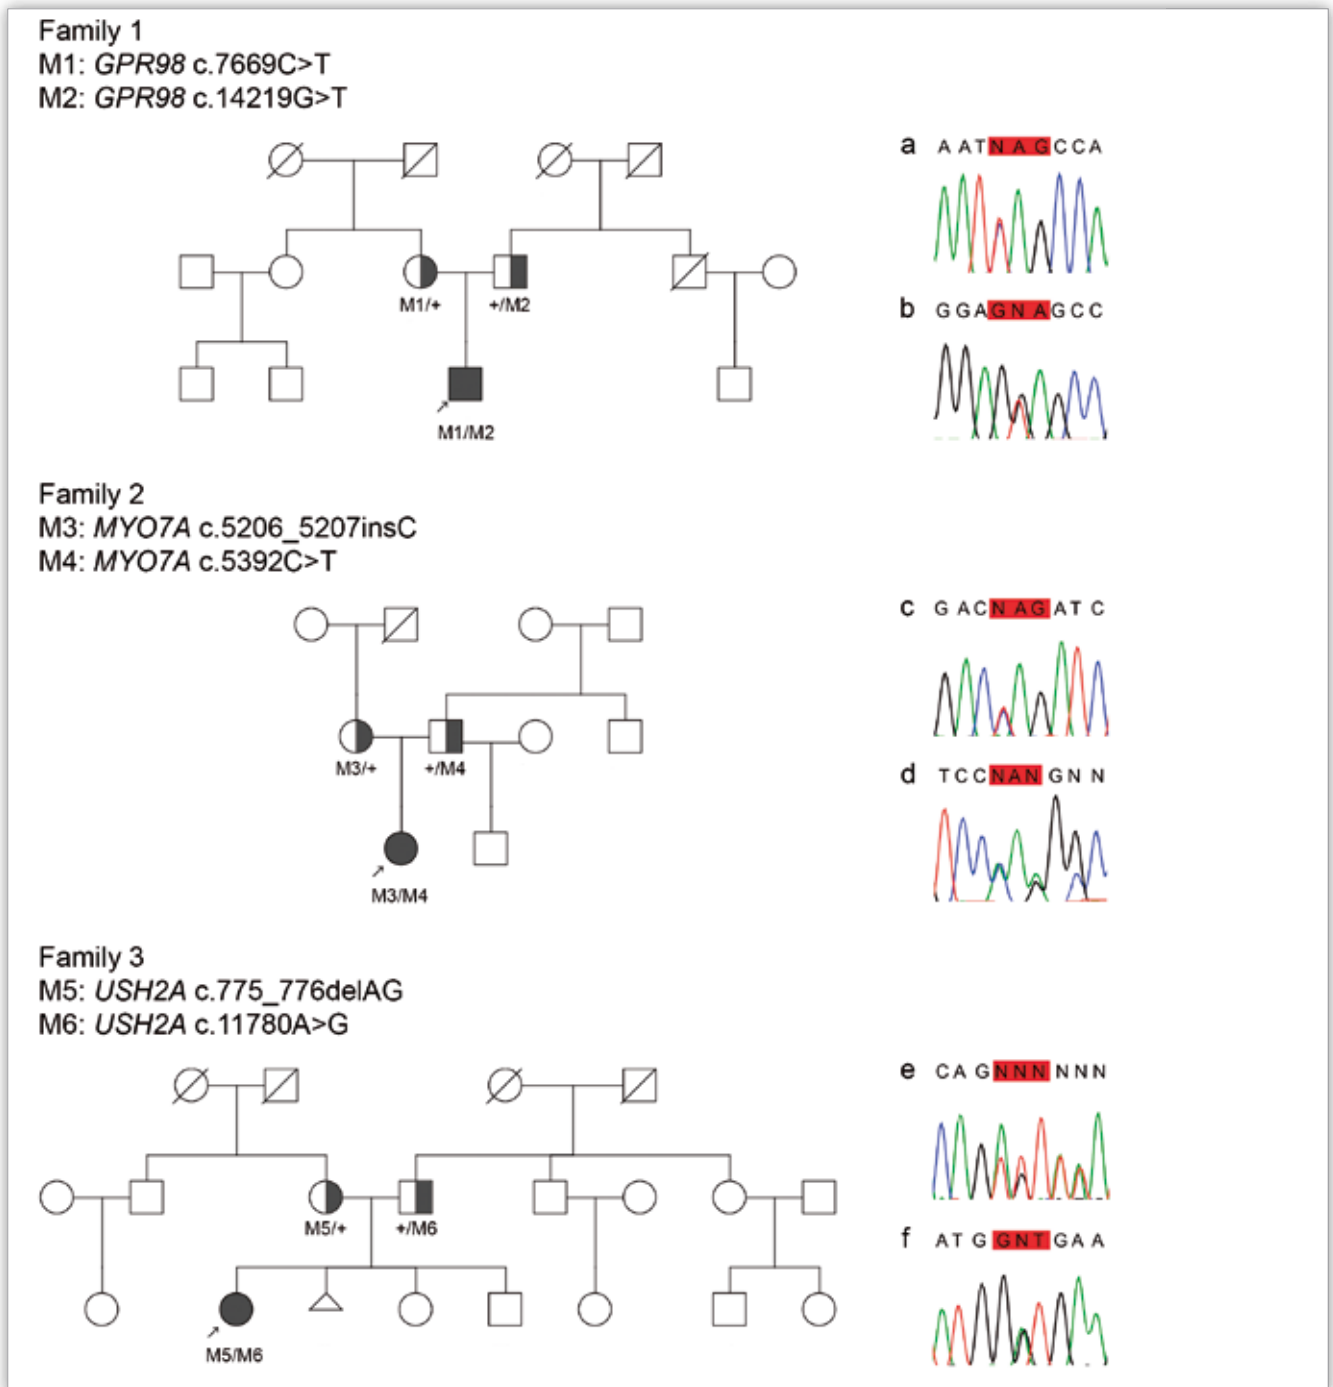 Family 1
M1: GPR98 c.7669C>T
M2: GPR98 c.14219G>T
M1/+
+/M2
M1/M2
a A A T N A G C C A
b G G A G N A G C C
Family 2
M3: MYO7A c.5206_5207insC
M4: MYO7A c.5392C>T
M3/+
+/M4
M3/M4
c G A C N A G A T C
d T C C N A N G N N
Family 3
M5: USH2A c.775_776delAG
M6: USH2A c.11780A>G
M5/+
+/M6
M5/M6
e C A G N N N N N N
f A T G G N T G A A